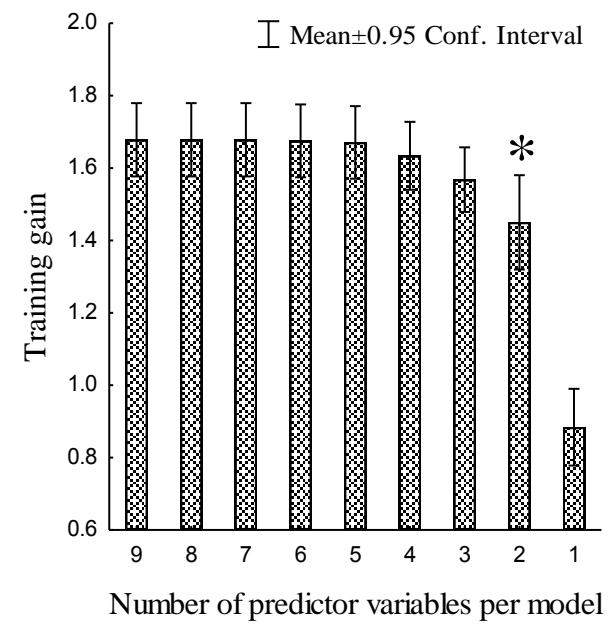 2.0
Mean±0.95 Conf. Interval
1.8
1.6
*
1.4
1.2
1.0
0.8
0.6
Training gain
9 8 7 6 5 4 3 2 1
Number of predictor variables per model